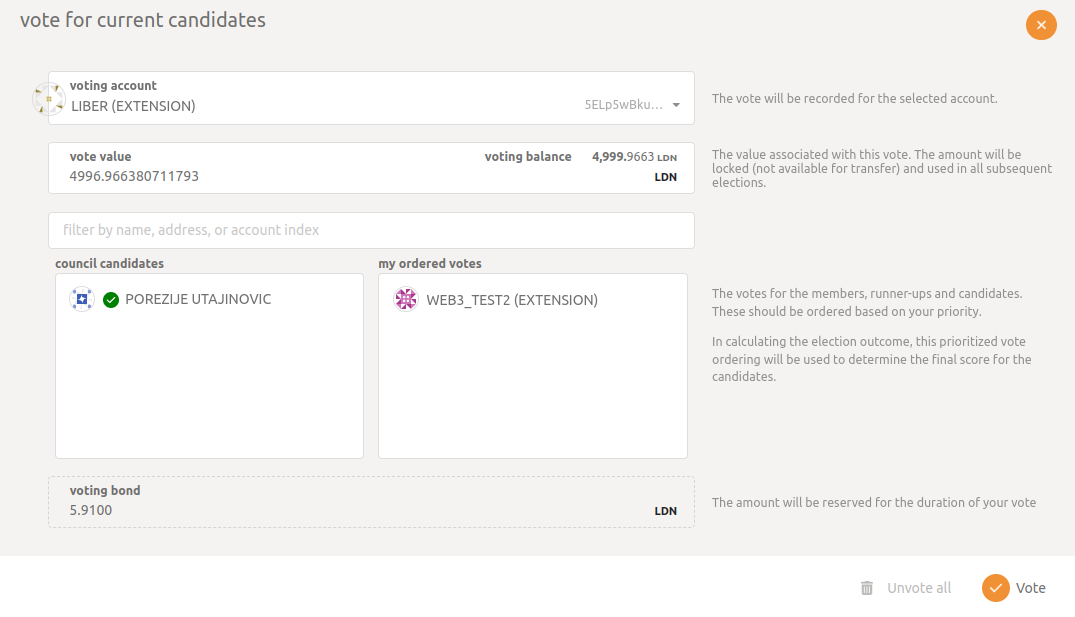 vote for current candidates
voting account
LIBER (EXTENSION)
5ELp5wBku...
The vote will be recorded for the selected account.
vote value
voting balance 4,999.9663 LDN
4996.966380711793
LDN
The value associated with this vote. The amount will be
locked (not available for transfer) and used in all subsequent
elections.
filter by name, address, or account index
council candidates
my ordered votes
POREZIJE UTAJINOVIC
WEB3_TEST2 (EXTENSION)
The votes for the members, runner-ups and candidates.
These should be ordered based on your priority.
In calculating the election outcome, this prioritized vote
ordering will be used to determine the final score for the
candidates.
voting bond
5.9100
LDN
The amount will be reserved for the duration of your vote
Unvote all
Vote